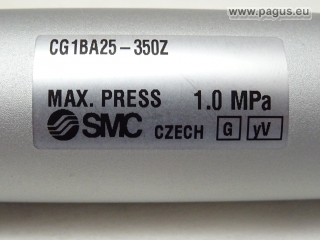 © www.pagus.eu
CG1BA25-350Z
MAX. PRESS 1.0 MPa
SMC CZECH G yV